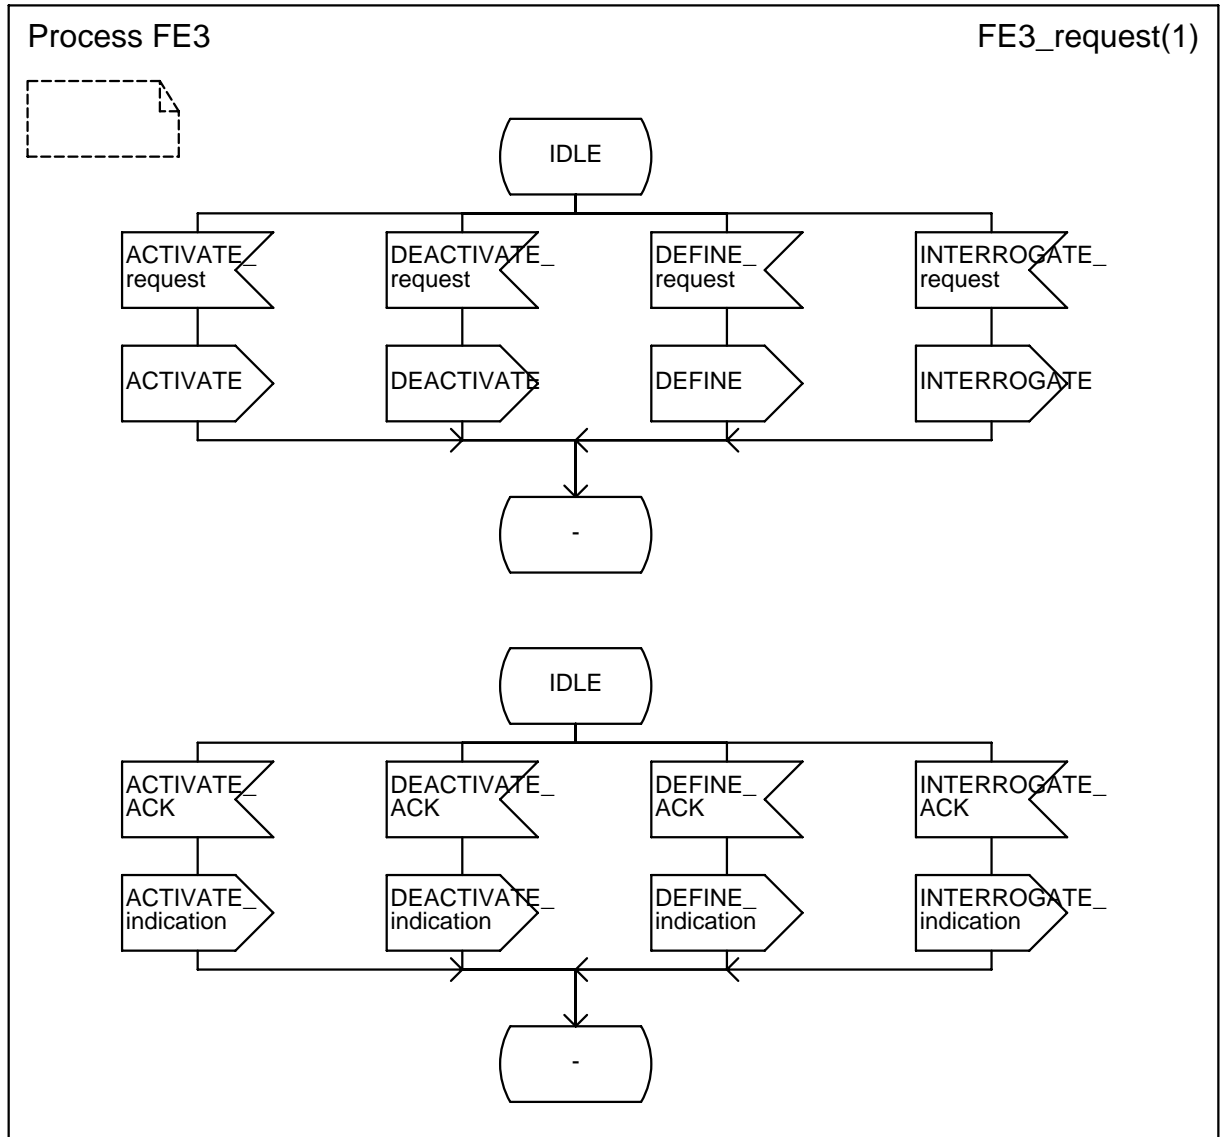 Process FE3
FE3_request(1)
IDLE
ACTIVATE_
request
DEACTIVATE_
request
DEFINE_
request
INTERROGATE_
request
ACTIVATE
DEACTIVATE
DEFINE
INTERROGATE
-
IDLE
ACTIVATE_
ACK
DEACTIVATE_
ACK
DEFINE_
ACK
INTERROGATE_
ACK
ACTIVATE_
indication
DEACTIVATE_
indication
DEFINE_
indication
INTERROGATE_
indication
-